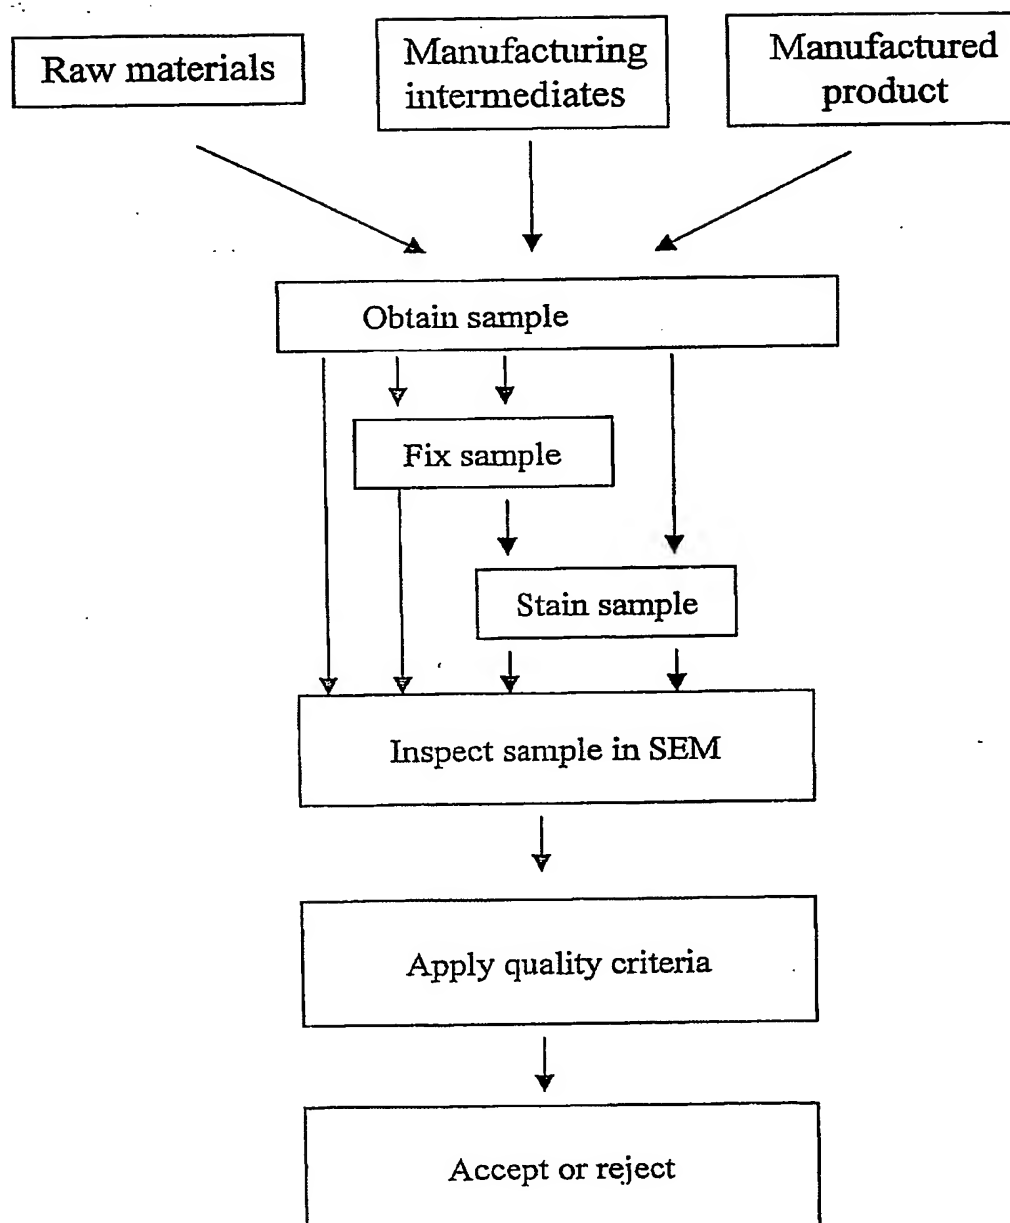 Raw materials
Manufacturing
intermediates
Manufactured
product
Obtain sample
Fix sample
Stain sample
Inspect sample in SEM
Apply quality criteria
Accept or reject